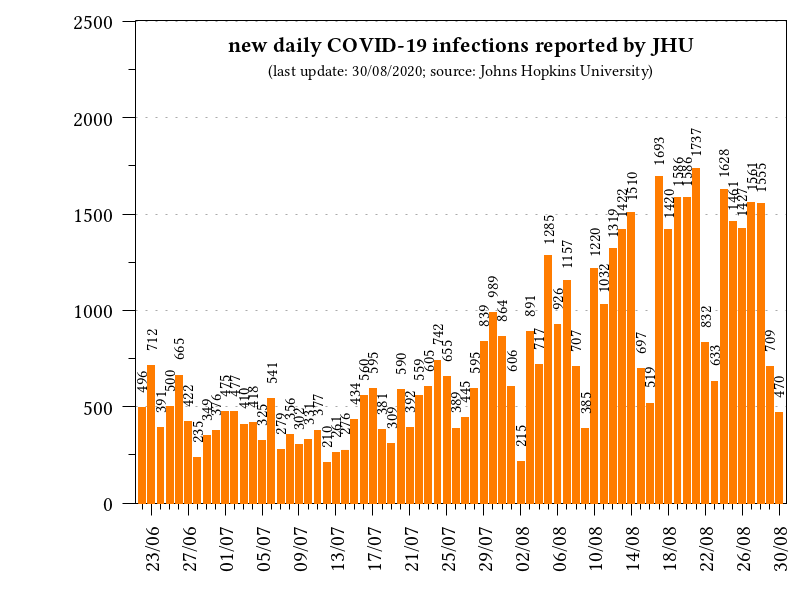 new daily COVID-19 infections reported by JHU
(last update: 30/08/2020; source: Johns Hopkins University)
2500
2000
1500
1000
500
0
496 712 391 500 665 422 235 349 376 475 477 410 418 325 541 279 356 302 331 377 210 261 276 434 560 595 381 309 590 392 559 605 742 655 389 445 595 839 989 864 606 215 891 717 1285 926 1157 707 385 1220 1032 1319 1422 1510 697 519 1693 1420 1586 1586 1737 832 633 1628 1461 1427 1561 1555 709 470
23/06 27/06 01/07 05/07 09/07 13/07 17/07 21/07 25/07 29/07 02/08 06/08 10/08 14/08 18/08 22/08 26/08 30/08